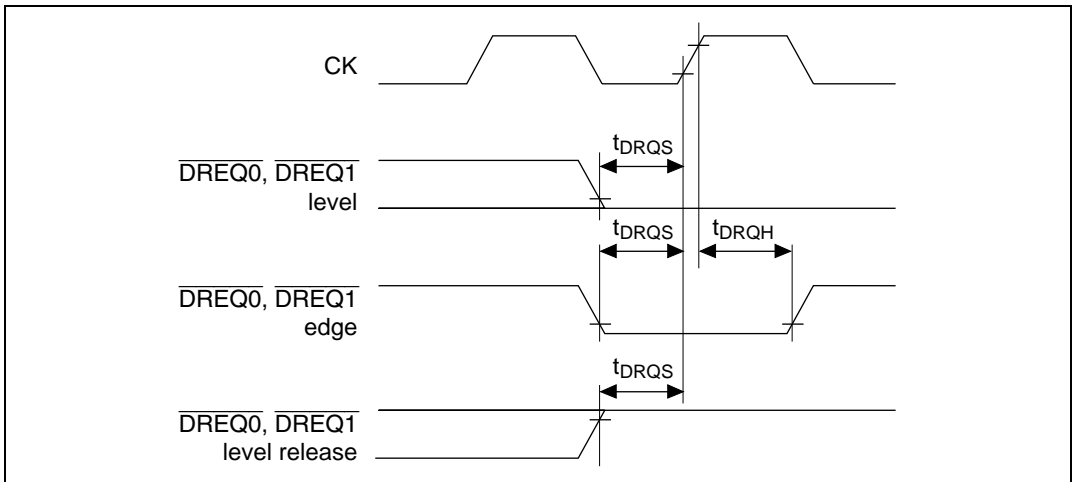 CK
tDRQS
DREQ0, DREQ1
level
tDRQS tDRQH
DREQ0, DREQ1
edge
tDRQS
DREQ0, DREQ1
level release